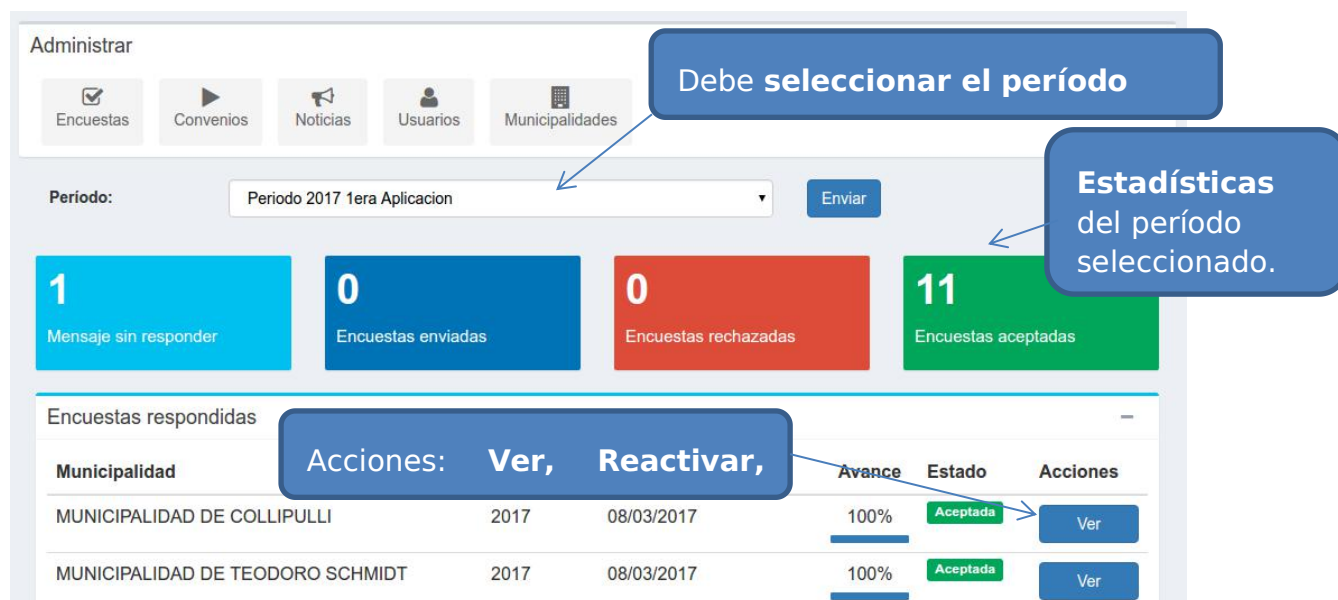 Administrar
Debe seleccionar el período
Encuestas Convenios Noticias Usuarios Municipalidades
Estadísticas
del período
seleccionado.
Período: Periodo 2017 1era Aplicacion Enviar
1 0 0 11
Mensaje sin responder Encuestas enviadas Encuestas rechazadas Encuestas aceptadas
Encuestas respondidas
Acciones: Ver, Reactivar,
Municipalidad Avance Estado Acciones
MUNICIPALIDAD DE COLLIPULLI 2017 08/03/2017 100% Aceptada Ver
MUNICIPALIDAD DE TEODORO SCHMIDT 2017 08/03/2017 100% Aceptada Ver